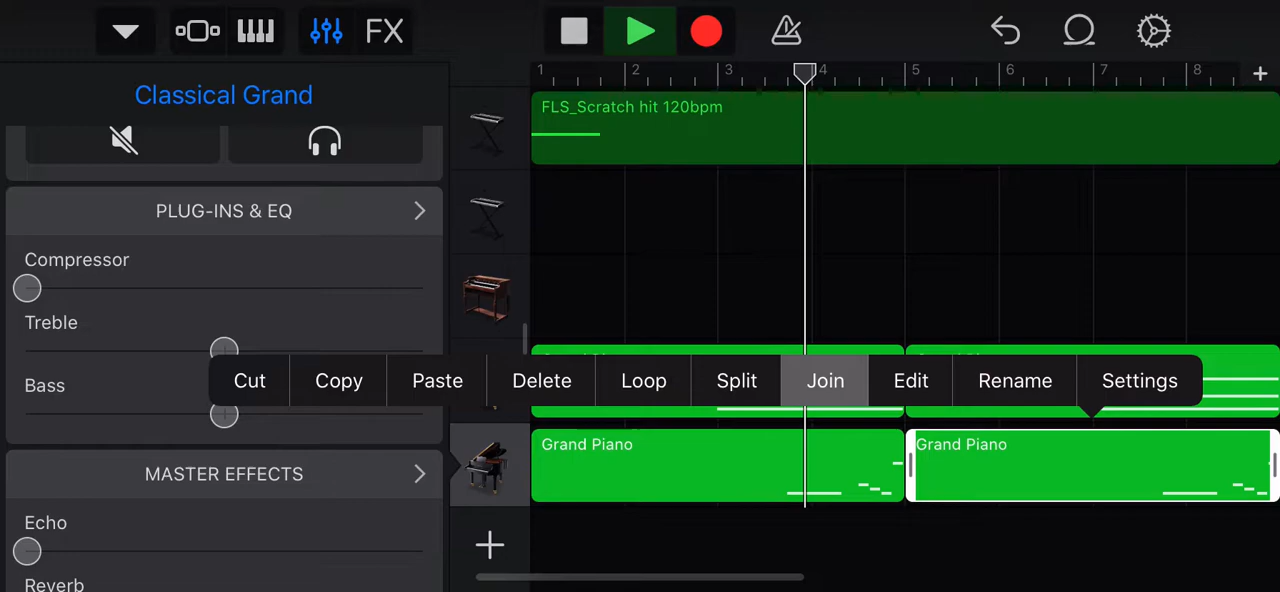 FX
Classical Grand
1 2 3 4 5 6 7 8
FLS_Scratch hit 120bpm
PLUG-INS & EQ
Compressor
Treble
Bass
Cut Copy Paste Delete Loop Split Join Edit Rename Settings
Grand Piano
Grand Piano
MASTER EFFECTS
Echo
Reverb